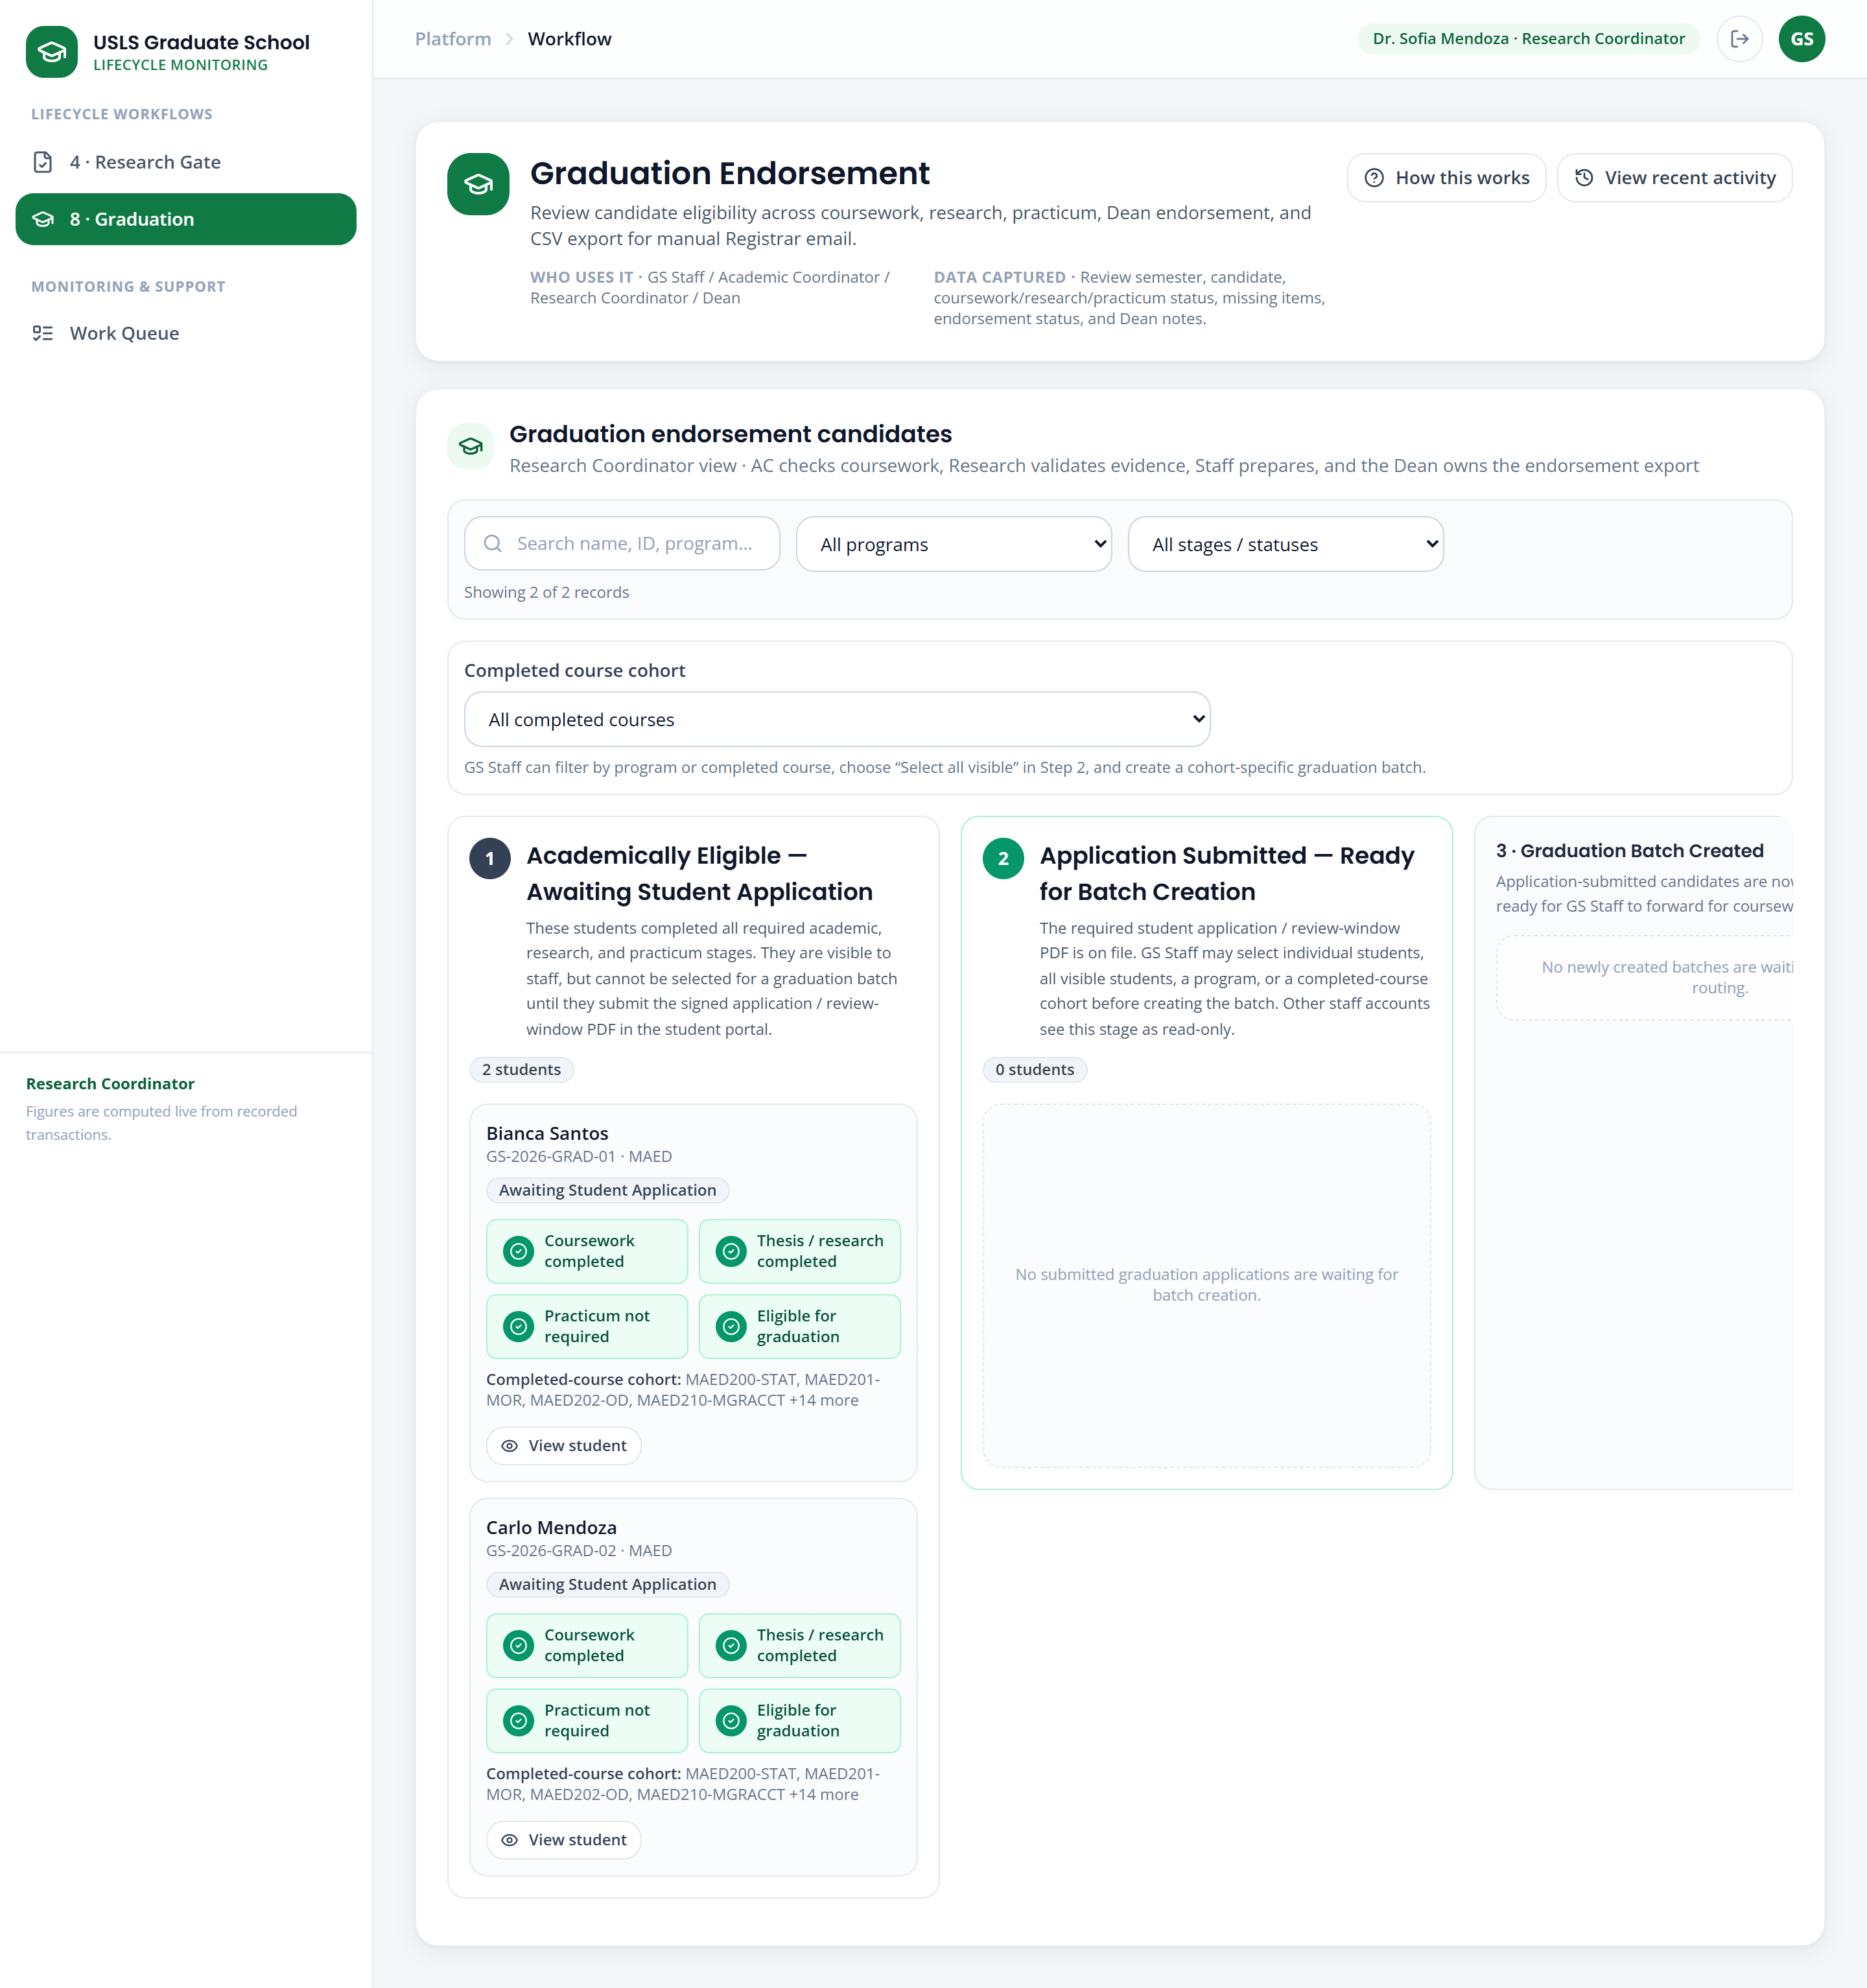 USLS Graduate School
LIFECYCLE MONITORING
LIFECYCLE WORKFLOWS
4 · Research Gate
8 · Graduation
MONITORING & SUPPORT
Work Queue
Research Coordinator
Figures are computed live from recorded
transactions.
Platform
Workflow
Dr. Sofia Mendoza · Research Coordinator
GS
Graduation Endorsement
Review candidate eligibility across coursework, research, practicum, Dean endorsement, and
CSV export for manual Registrar email.
WHO USES IT · GS Staff / Academic Coordinator /
Research Coordinator / Dean
DATA CAPTURED · Review semester, candidate,
coursework/research/practicum status, missing items,
endorsement status, and Dean notes.
How this works
View recent activity
Graduation endorsement candidates
Research Coordinator view · AC checks coursework, Research validates evidence, Staff prepares, and the Dean owns the endorsement export
Search name, ID, program...
All programs
All stages / statuses
Showing 2 of 2 records
Completed course cohort
All completed courses
GS Staff can filter by program or completed course, choose “Select all visible” in Step 2, and create a cohort-specific graduation batch.
1
Academically Eligible —
Awaiting Student Application
These students completed all required academic,
research, and practicum stages. They are visible to
staff, but cannot be selected for a graduation batch
until they submit the signed application / review-
window PDF in the student portal.
2 students
Bianca Santos
GS-2026-GRAD-01 · MAED
Awaiting Student Application
Coursework
completed
Thesis / research
completed
Practicum not
required
Eligible for
graduation
Completed-course cohort: MAED200-STAT, MAED201-
MOR, MAED202-OD, MAED210-MGRACCT +14 more
View student
Carlo Mendoza
GS-2026-GRAD-02 · MAED
Awaiting Student Application
Coursework
completed
Thesis / research
completed
Practicum not
required
Eligible for
graduation
Completed-course cohort: MAED200-STAT, MAED201-
MOR, MAED202-OD, MAED210-MGRACCT +14 more
View student
2
Application Submitted — Ready
for Batch Creation
The required student application / review-window
PDF is on file. GS Staff may select individual students,
all visible students, a program, or a completed-course
cohort before creating the batch. Other staff accounts
see this stage as read-only.
0 students
No submitted graduation applications are waiting for
batch creation.
3 · Graduation Batch Created
Application-submitted candidates are
ready for GS Staff to forward for
No newly created batches are
routing.